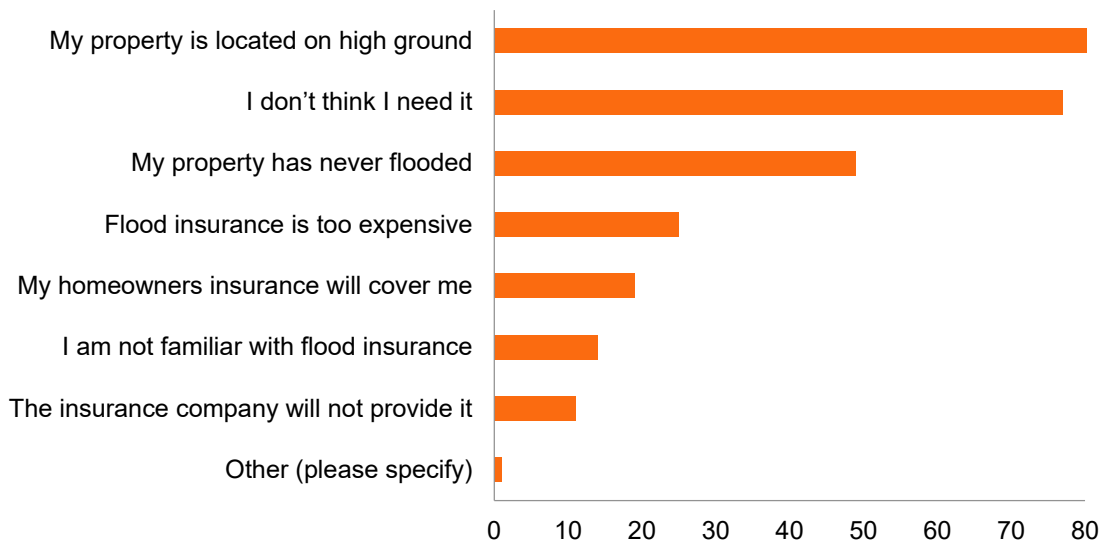 My property is located on high ground
I don’t think I need it
My property has never flooded
Flood insurance is too expensive
My homeowners insurance will cover me
I am not familiar with flood insurance
The insurance company will not provide it
Other (please specify)
0 10 20 30 40 50 60 70 80